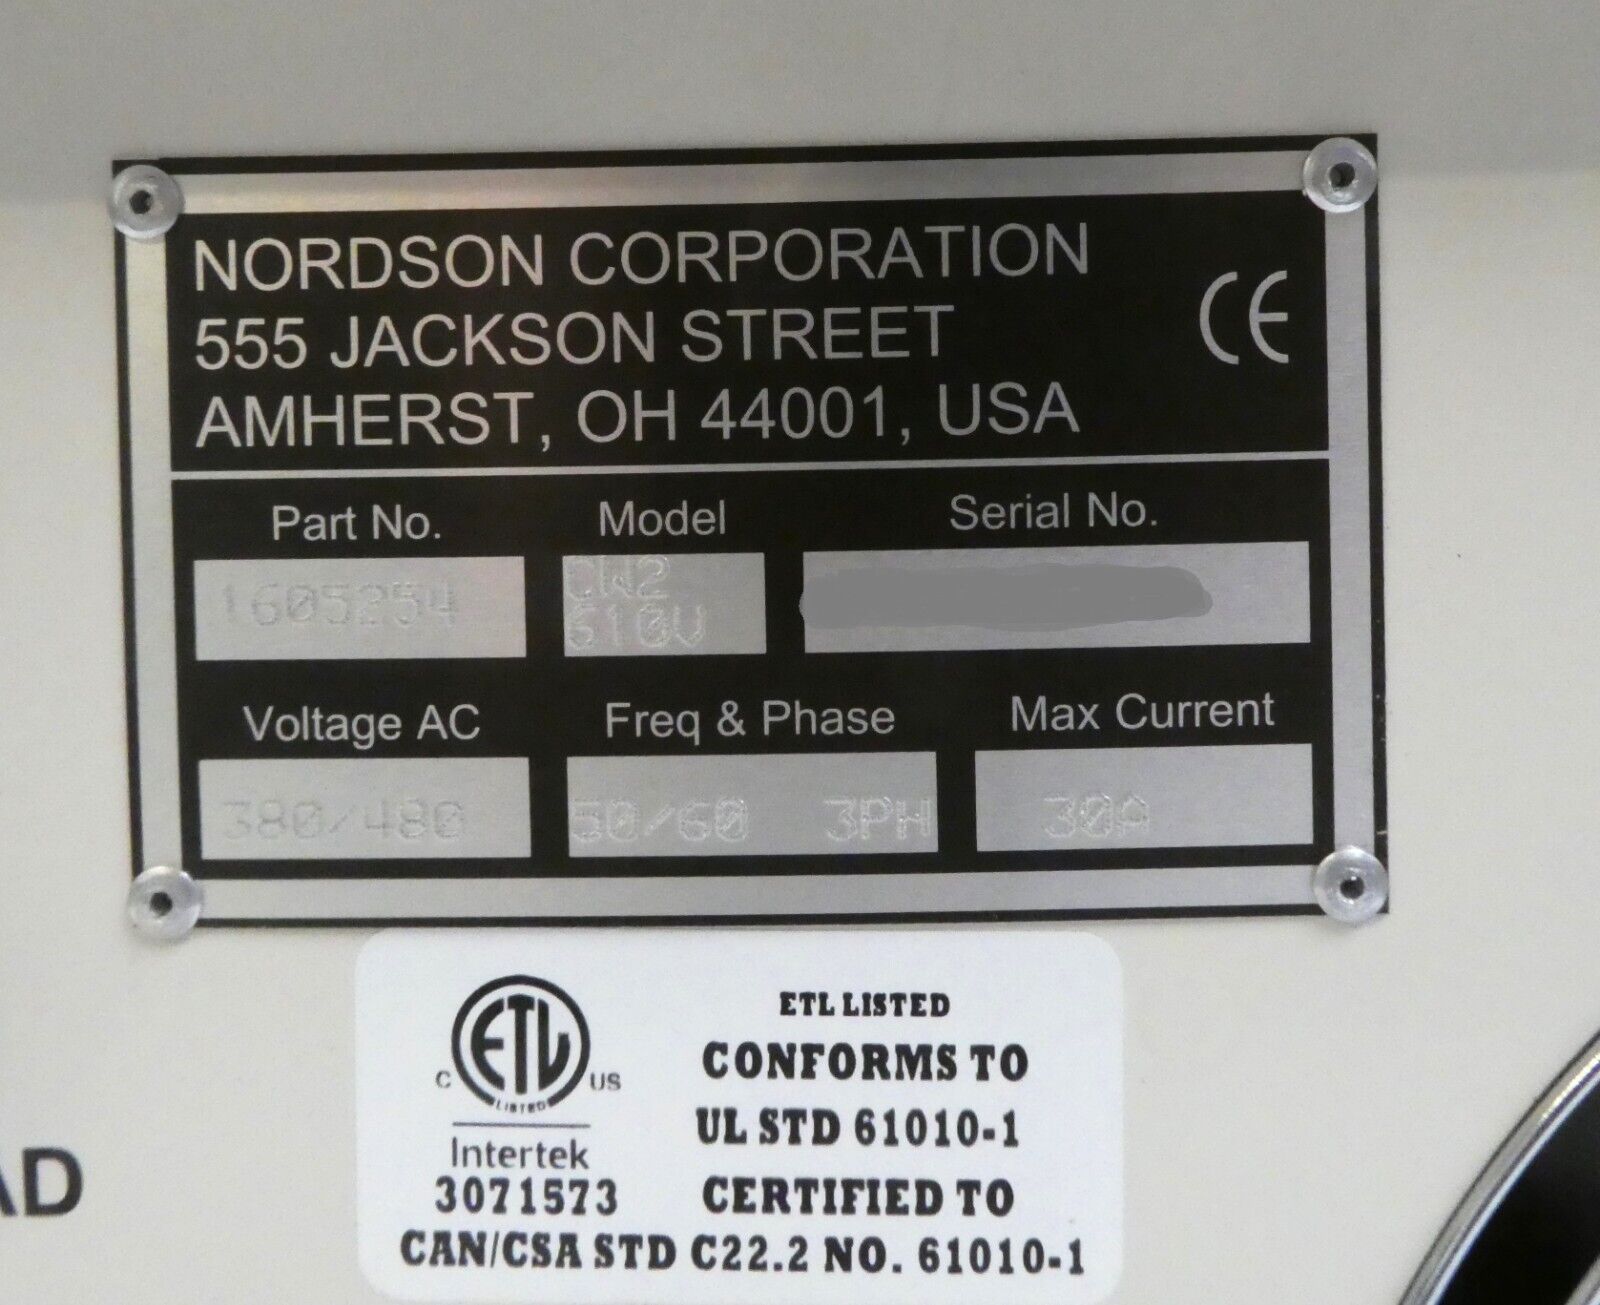 NORDSON CORPORATION
555 JACKSON STREET
AMHERST, OH 44001, USA
CE
Part No. Model Serial No.
1605254 CW2
610V
Voltage AC Freq & Phase Max Current
380/480 50/60 3PH 30A
ETL LISTED
CONFORMS TO
C ETL US
LISTED
UL STD 61010-1
Intertek
3071573 CERTIFIED TO
CAN/CSA STD C22.2 NO. 61010-1
AD